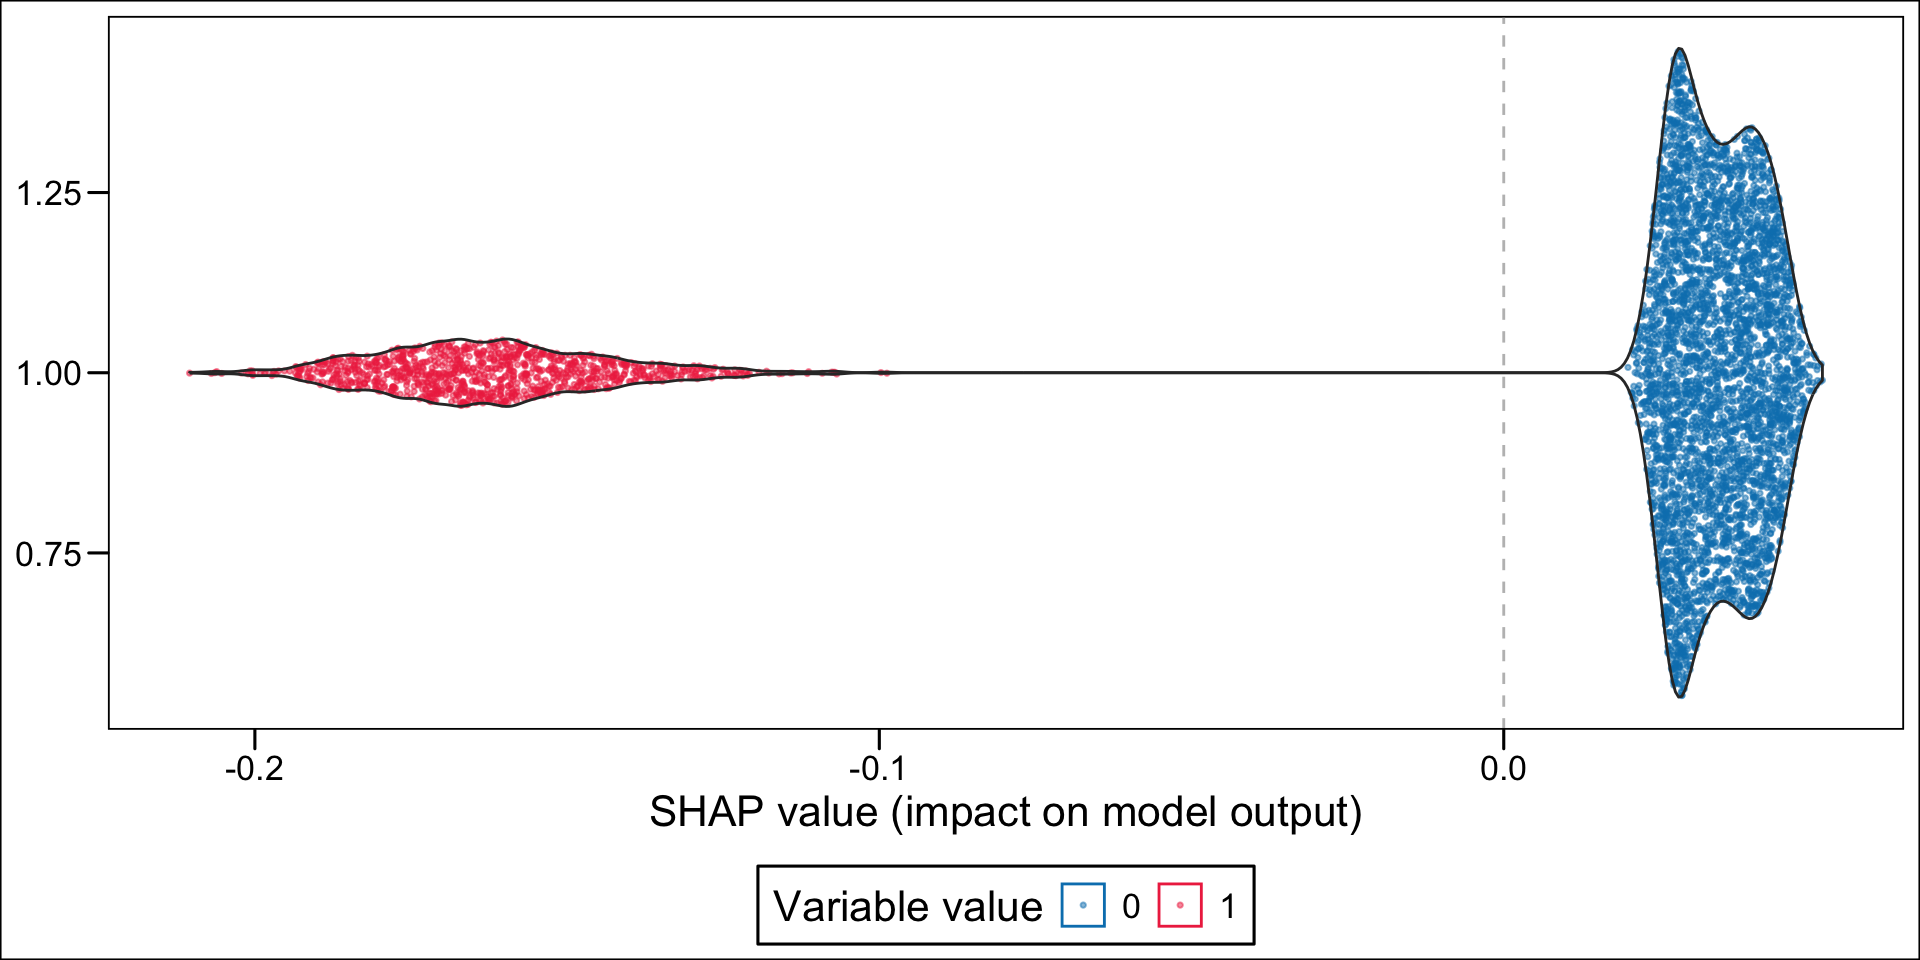 1.25
1.00
0.75
-0.2 -0.1 0.0
SHAP value (impact on model output)
Variable value 0 1